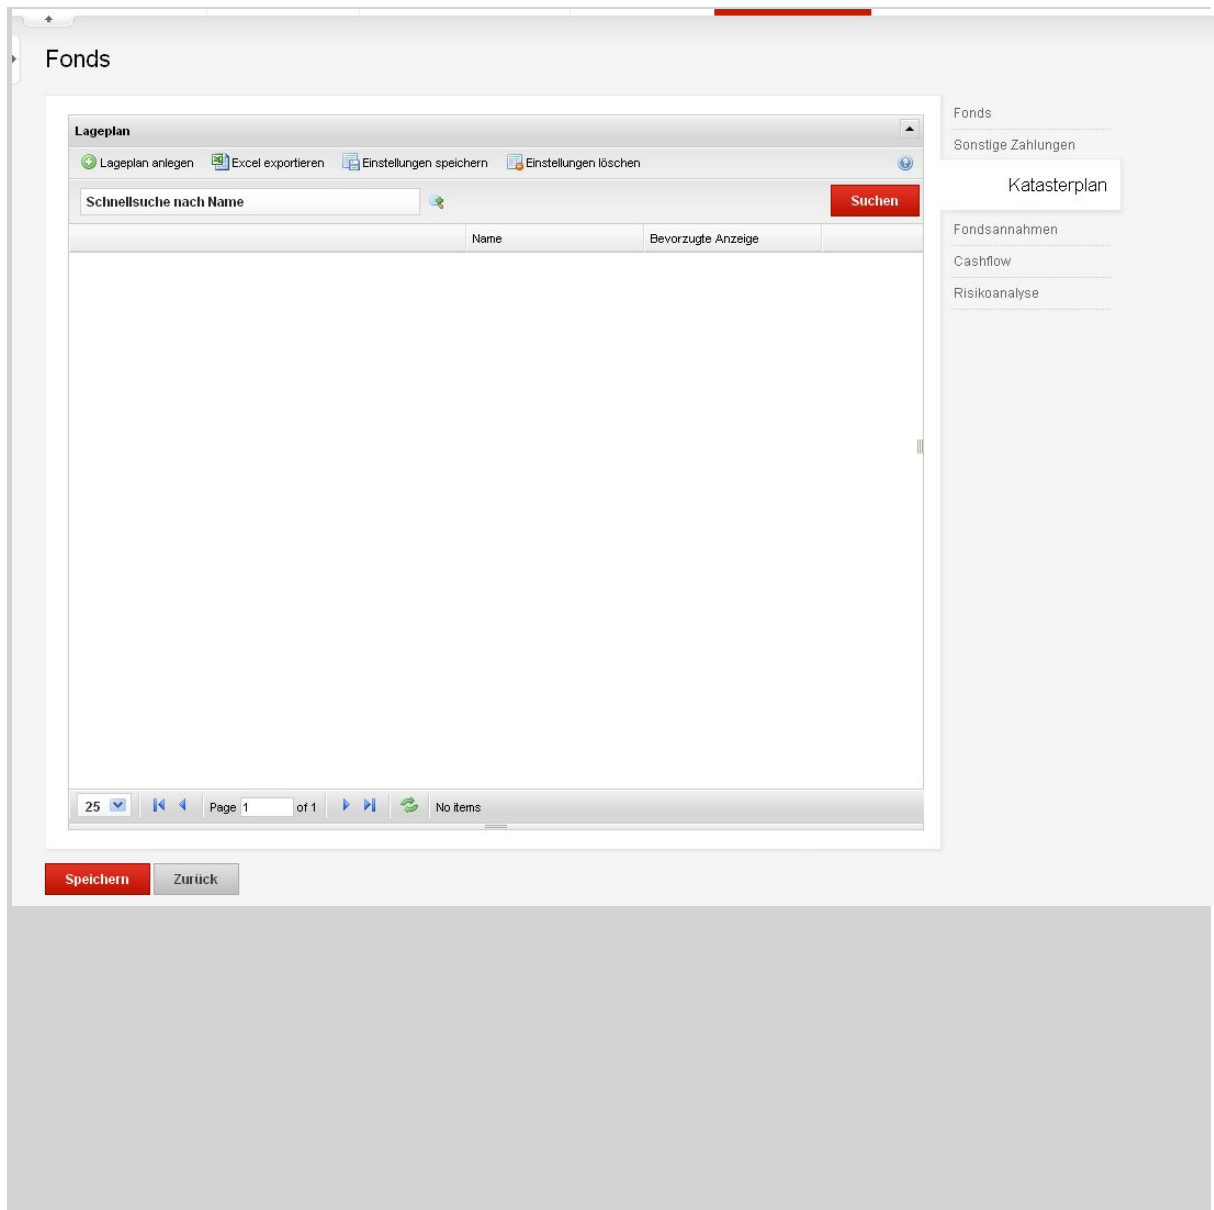 Fonds
Lageplan
Lageplan anlegen Excel exportieren Einstellungen speichern Einstellungen löschen
Schnellsuche nach Name Suchen
Name Bevorzugte Anzeige
25 Page 1 of 1 No items
Speichern Zurück
Fonds
Sonstige Zahlungen
Katasterplan
Fondsannahmen
Cashflow
Risikoanalyse